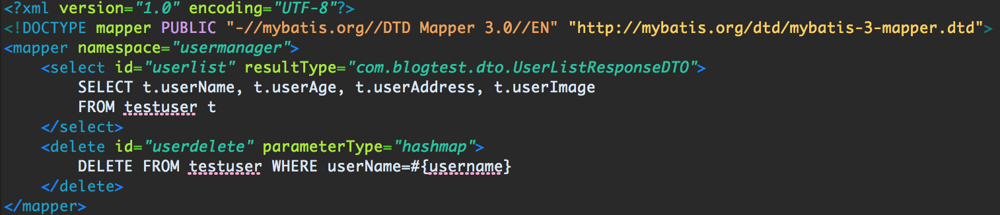 <?xml version="1.0" encoding="UTF-8"?>
<!DOCTYPE mapper PUBLIC "-//mybatis.org//DTD Mapper 3.0//EN" "http://mybatis.org/dtd/mybatis-3-mapper.dtd">
<mapper namespace="usermanager">
    <select id="userlist" resultType="com.blogtest.dto.UserListResponseDTO">
        SELECT t.userName, t.userAge, t.userAddress, t.userImage
        FROM testuser t
    </select>
    <delete id="userdelete" parameterType="hashmap">
        DELETE FROM testuser WHERE userName=#{username}
    </delete>
</mapper>